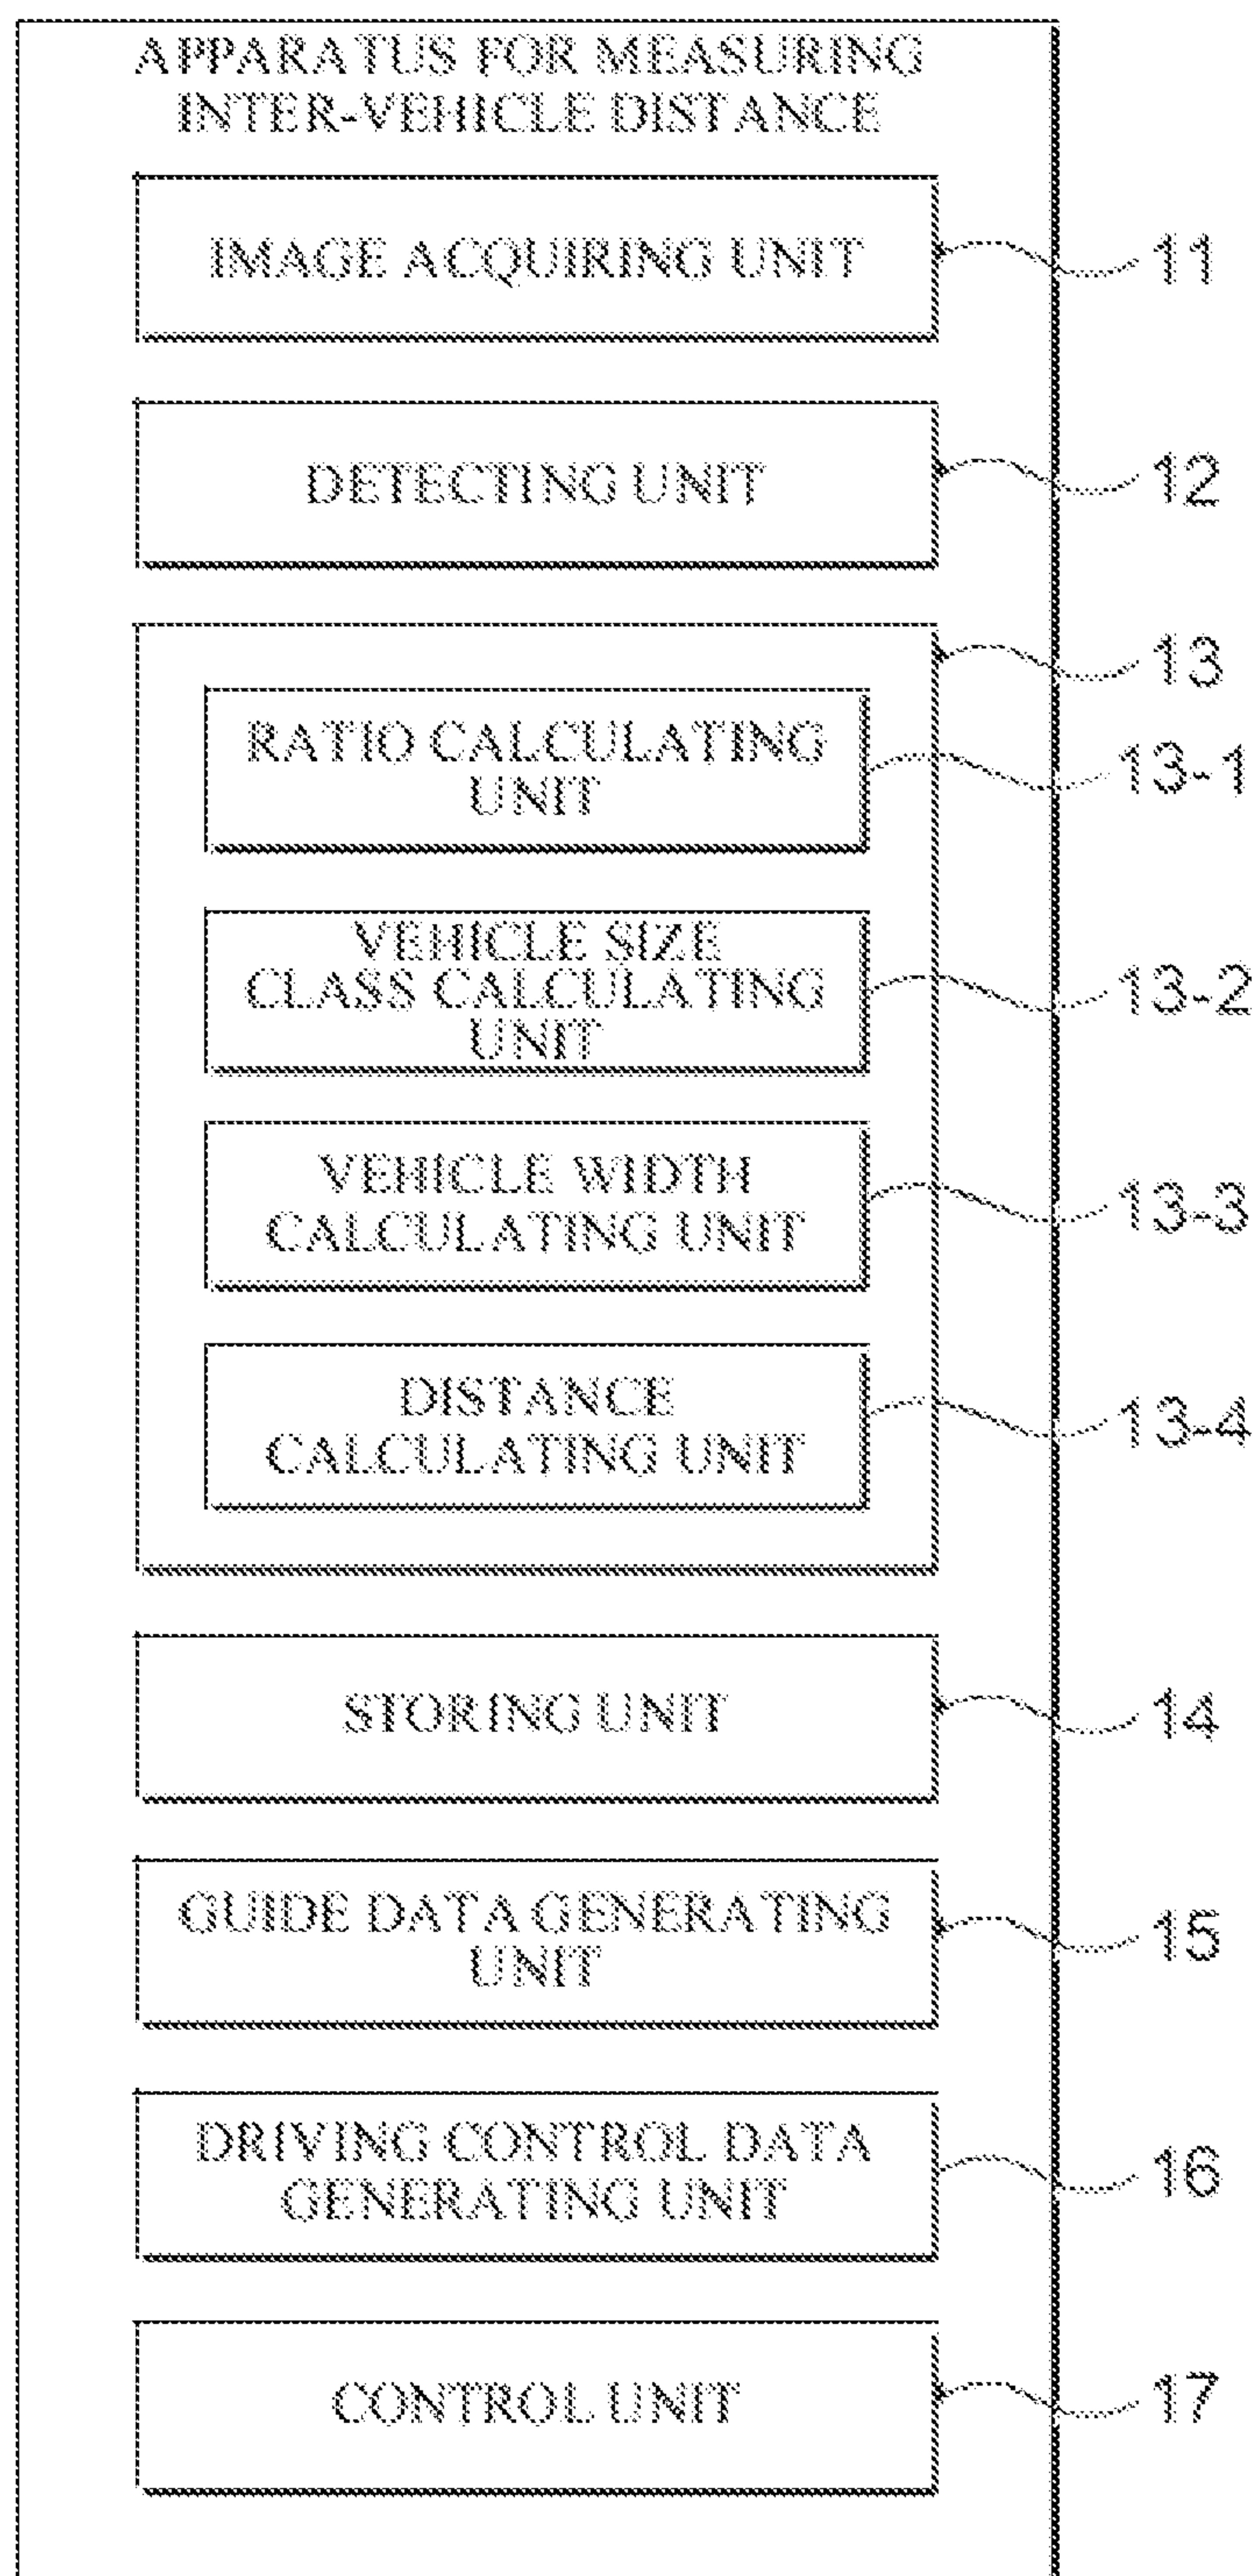 APPARATUS FOR MEASURING
INTER-VEHICLE DISTANCE
IMAGE ACQUIRING UNIT
11
DETECTING UNIT
12
13
RATIO CALCULATING
UNIT
13-1
VEHICLE SIZE
CLASS CALCULATING
UNIT
13-2
VEHICLE WIDTH
CALCULATING UNIT
13-3
DISTANCE
CALCULATING UNIT
13-4
STORING UNIT
14
GUIDE DATA GENERATING
UNIT
15
DRIVING CONTROL DATA
GENERATING UNIT
16
CONTROL UNIT
17